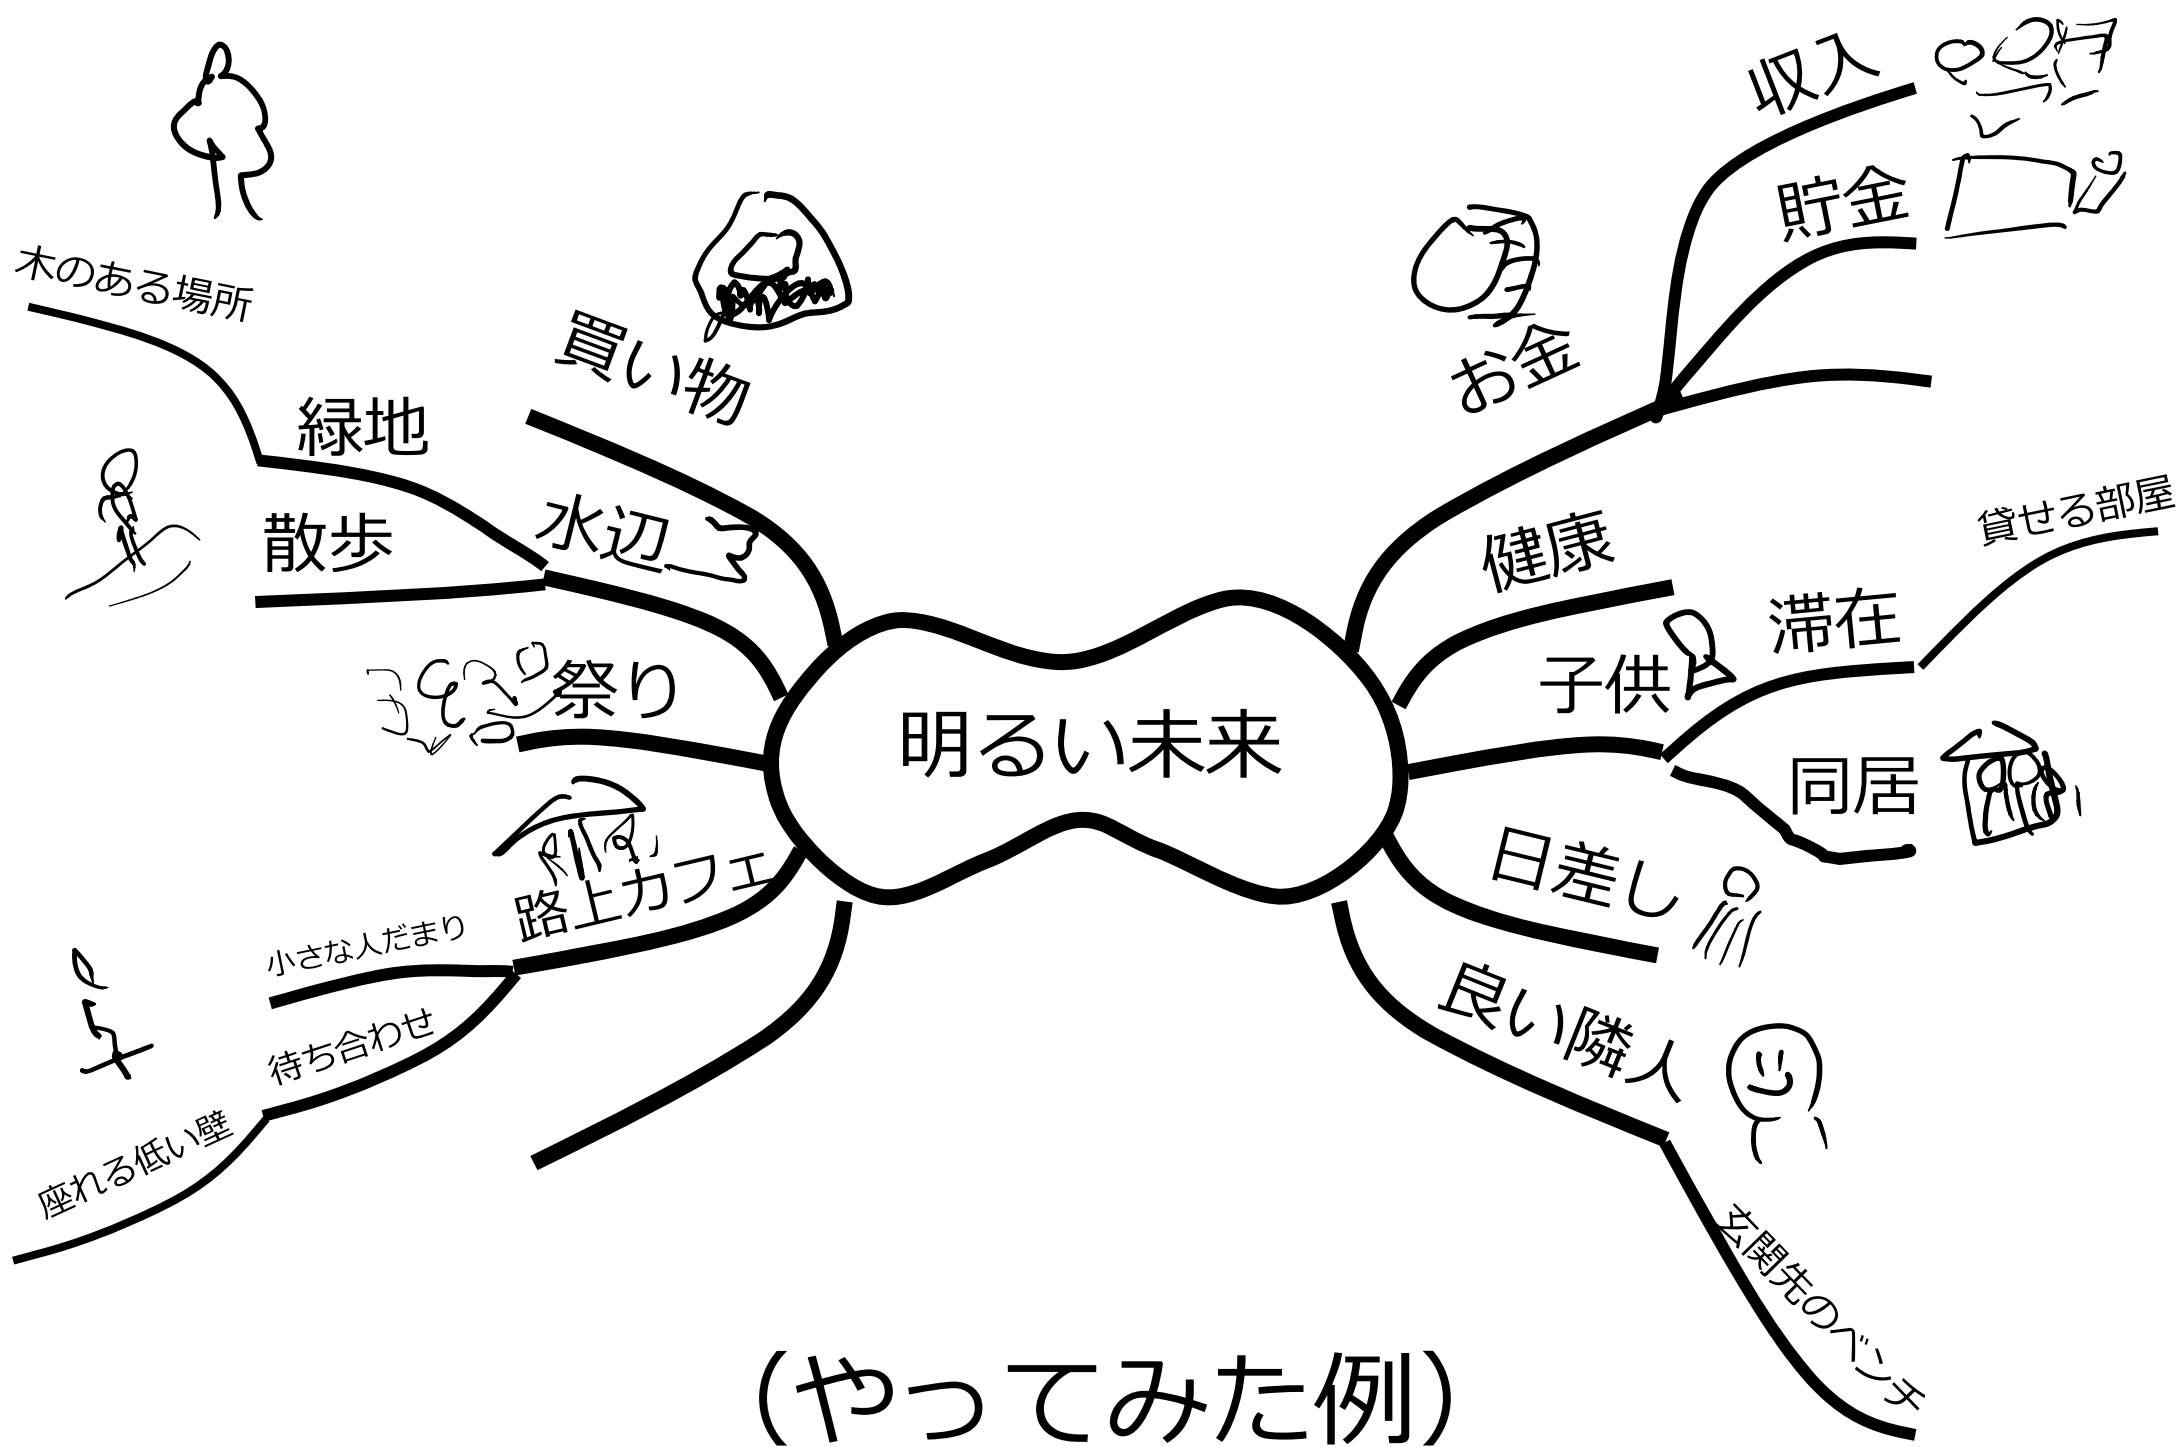 収入
貯金
お金
木のある場所
買い物
緑地
水辺
散歩
健康
貸せる部屋
滞在
子供
祭り
明るい未来
同居
路上カフェ
日差し
小さな人だまり
待ち合わせ
良い隣人
座れる低い壁
玄関先のベンチ
（やってみた例）